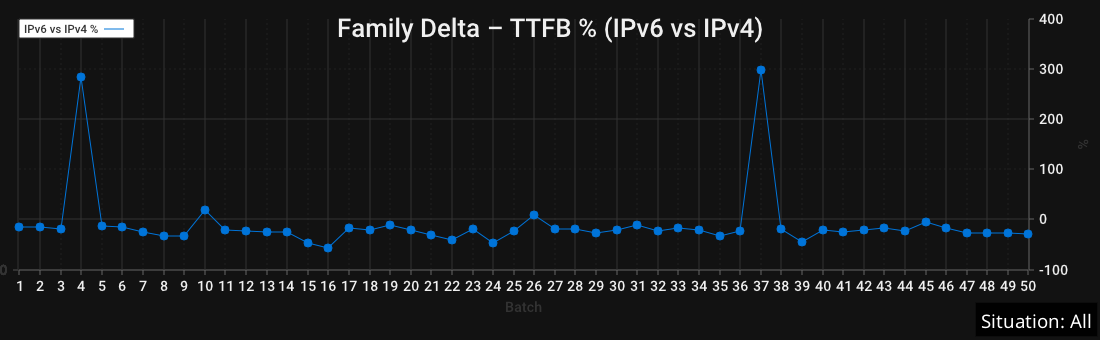 Family Delta – TTFB % (IPv6 vs IPv4)
IPv6 vs IPv4 %
400
300
200
100
0
-100
%
0
1 2 3 4 5 6 7 8 9 10 11 12 13 14 15 16 17 18 19 20 21 22 23 24 25 26 27 28 29 30 31 32 33 34 35 36 37 38 39 40 41 42 43 44 45 46 47 48 49 50
Batch
Situation: All